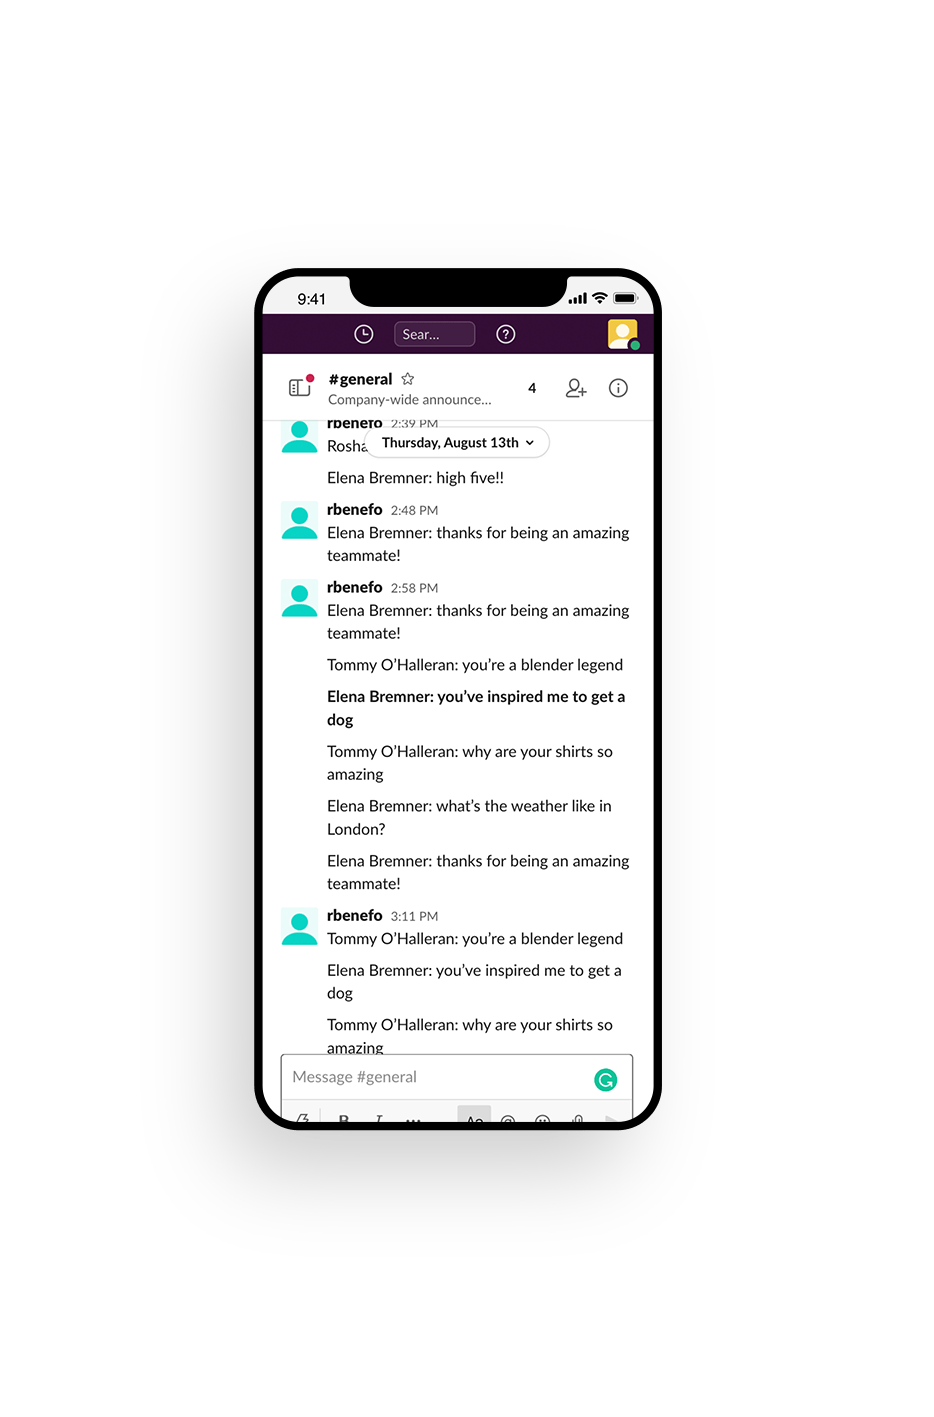 9:41
Sear...
#general
Company-wide announce...
4
rbenefo 2:39 PM
Thursday, August 13th
Elena Bremner: high five!!
rbenefo 2:48 PM
Elena Bremner: thanks for being an amazing
teammate!
rbenefo 2:58 PM
Elena Bremner: thanks for being an amazing
teammate!
Tommy O’Halleran: you’re a blender legend
Elena Bremner: you’ve inspired me to get a
dog
Tommy O’Halleran: why are your shirts so
amazing
Elena Bremner: what’s the weather like in
London?
Elena Bremner: thanks for being an amazing
teammate!
rbenefo 3:11 PM
Tommy O’Halleran: you’re a blender legend
Elena Bremner: you’ve inspired me to get a
dog
Tommy O’Halleran: why are your shirts so
amazing
Message #general
B I Aa @